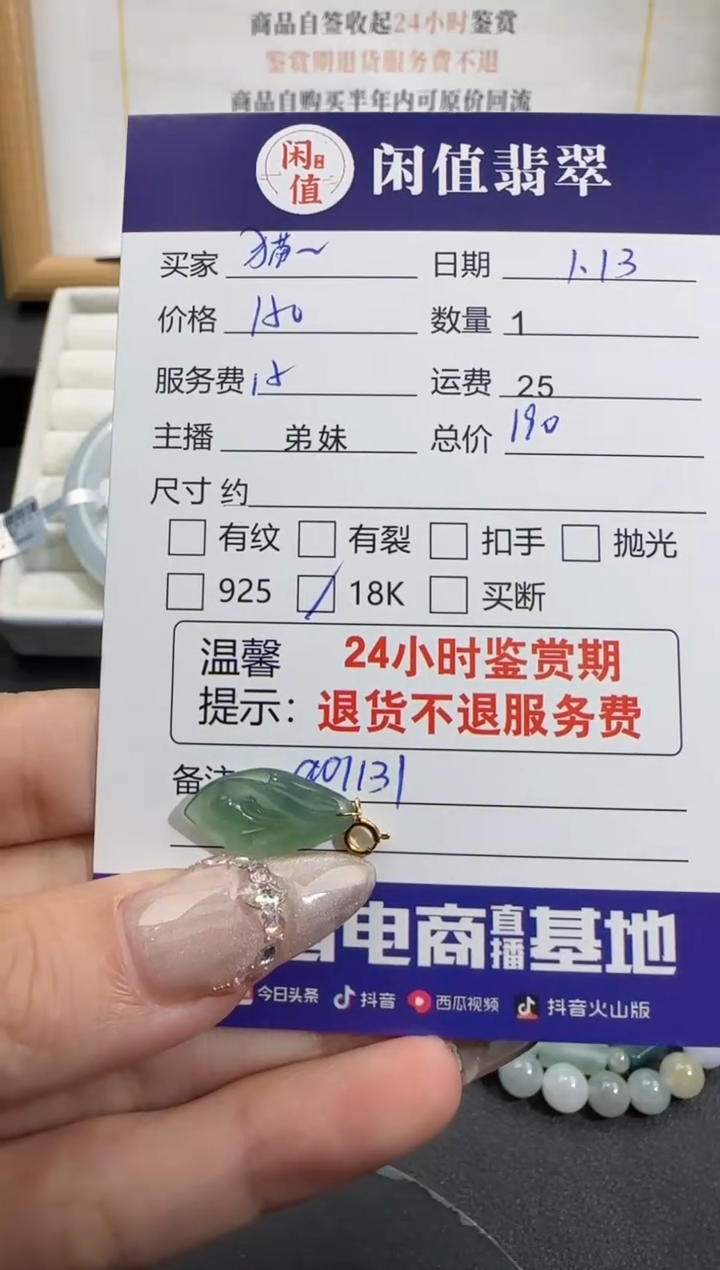 商品自签收起24小时鉴赏
鉴赏期退货服务费不退
商品自购买半年内可原价回流
闲值 闲值翡翠
买家 猫~ 日期 1.13
价格 150 数量 1
服务费 15 运费 25
主播 弟妹 总价 190
尺寸 约
有纹 有裂 扣手 抛光
925 18K 买断
温馨提示: 24小时鉴赏期
退货不退服务费
备注
电商直播基地
今日头条 抖音 西瓜视频 抖音火山版